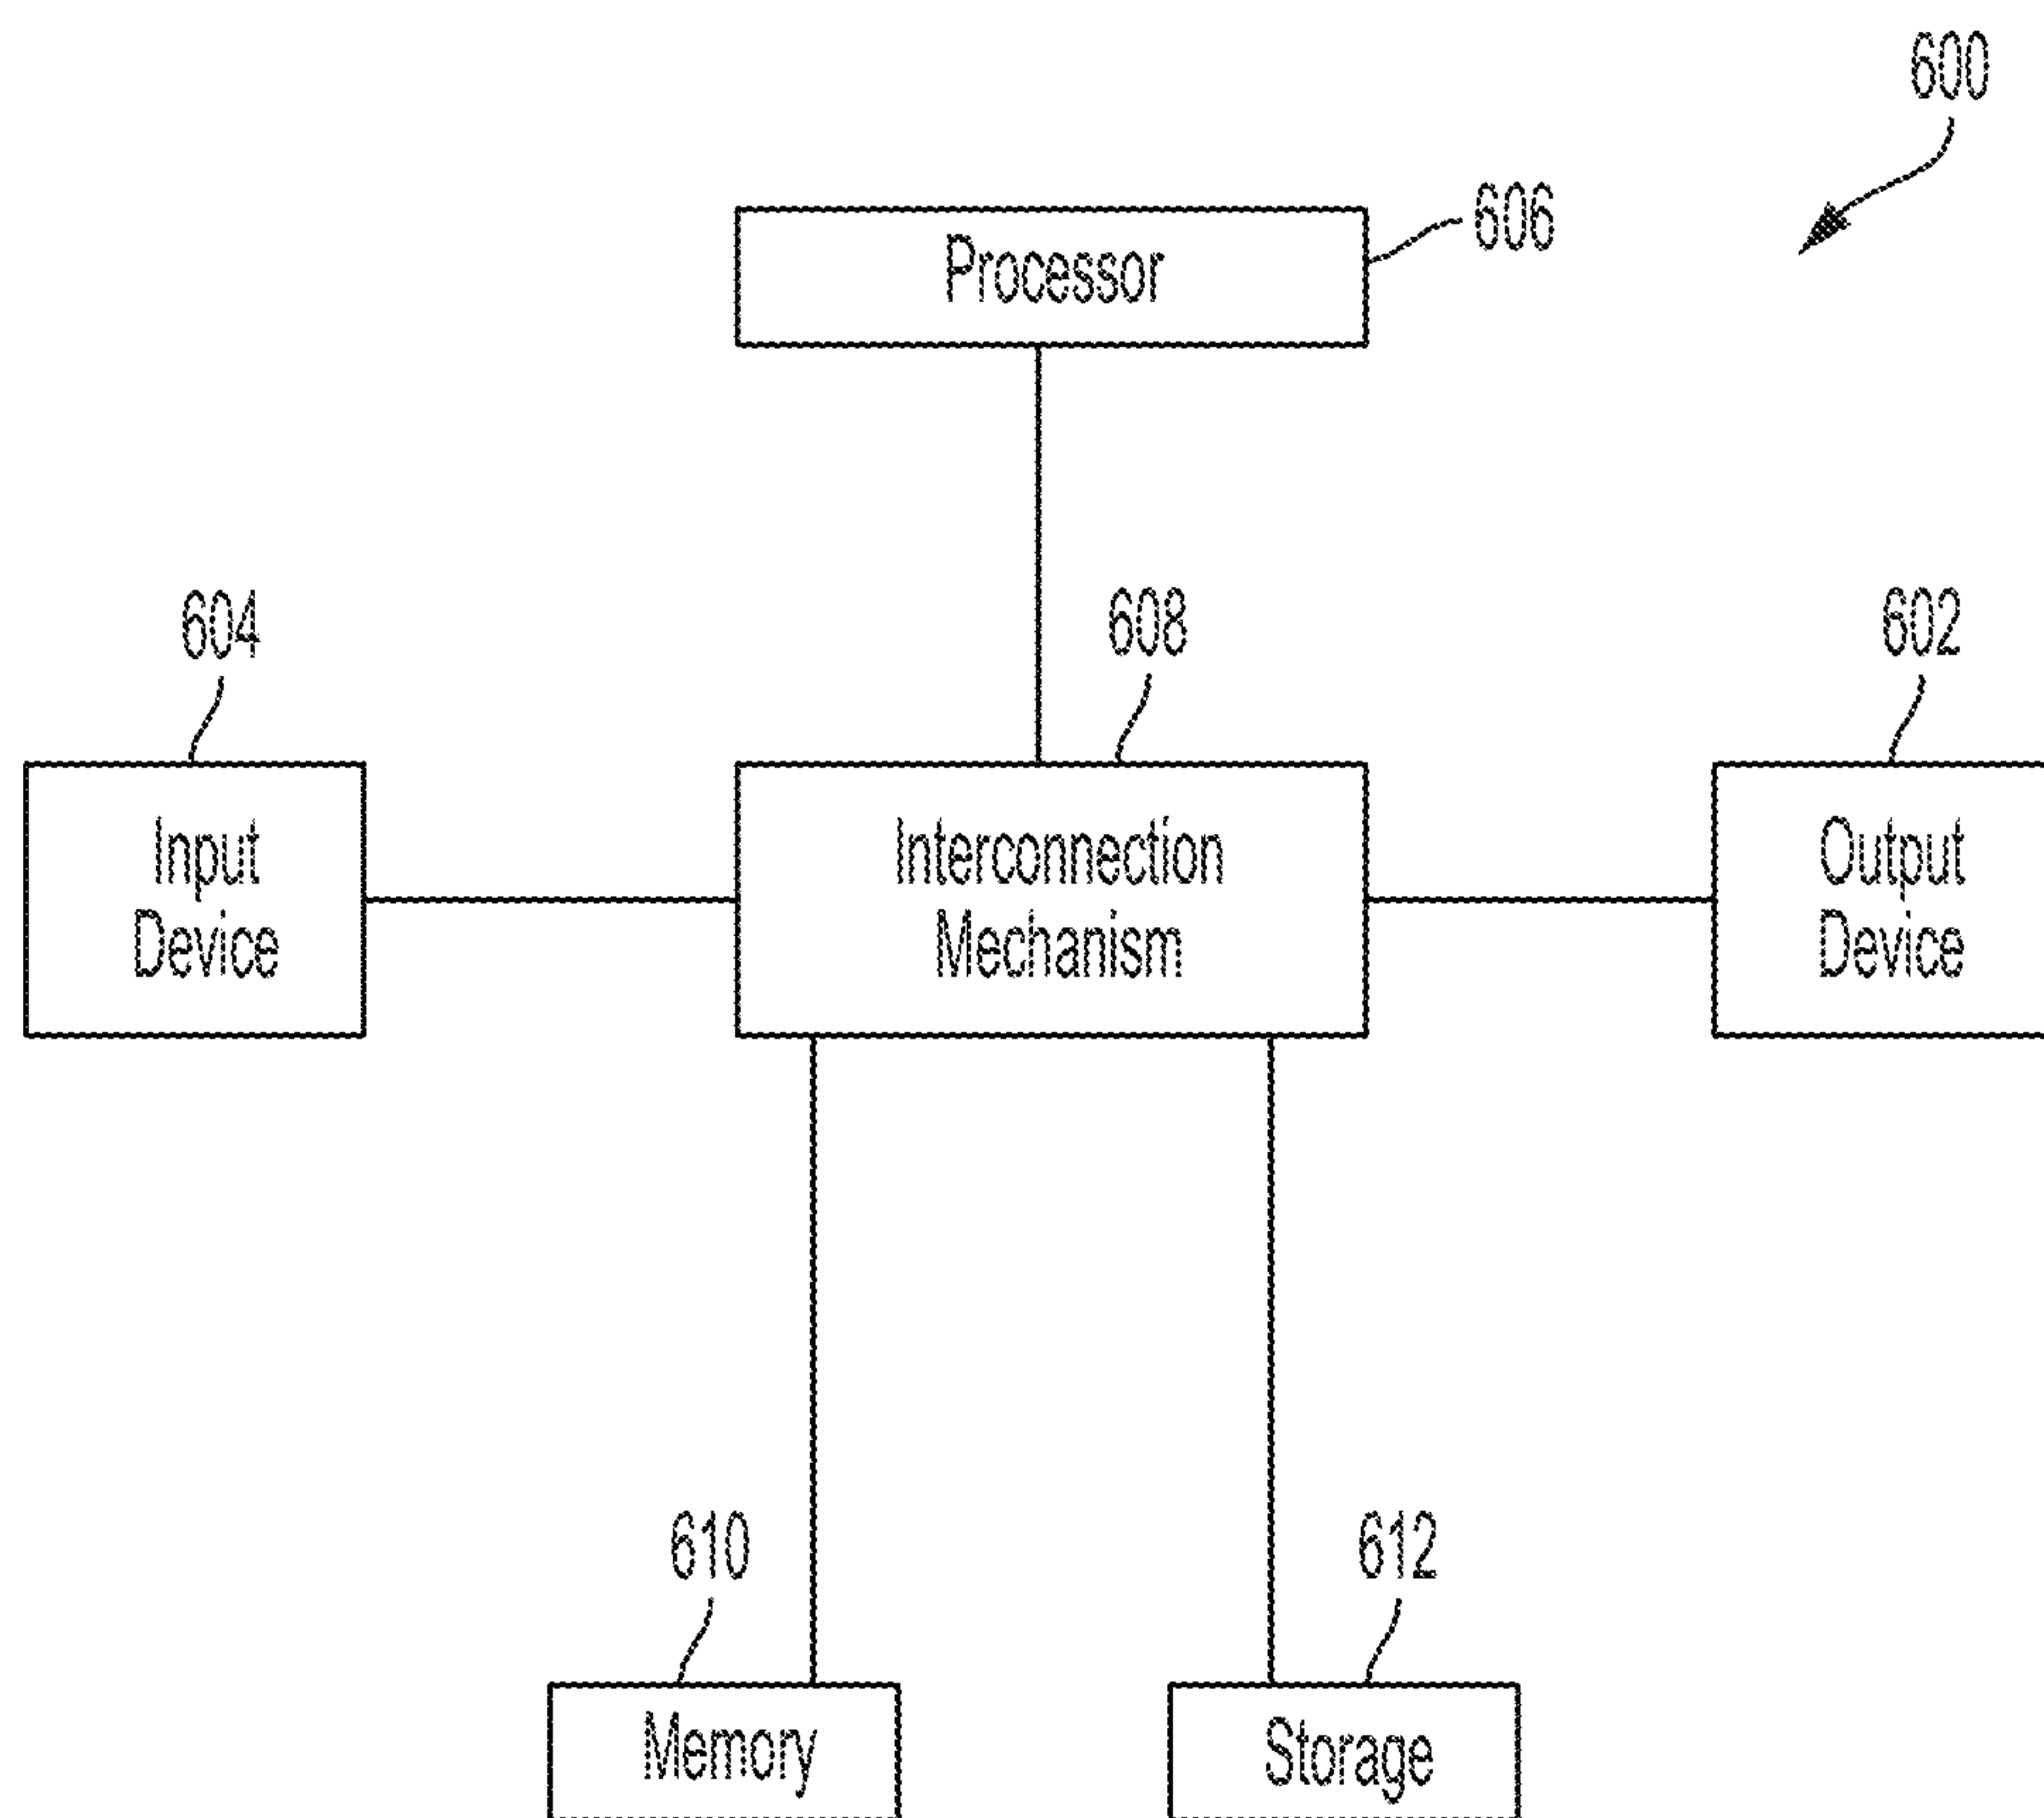 600
Processor
606
604
608
602
Input
Device
Interconnection
Mechanism
Output
Device
610
612
Memory
Storage